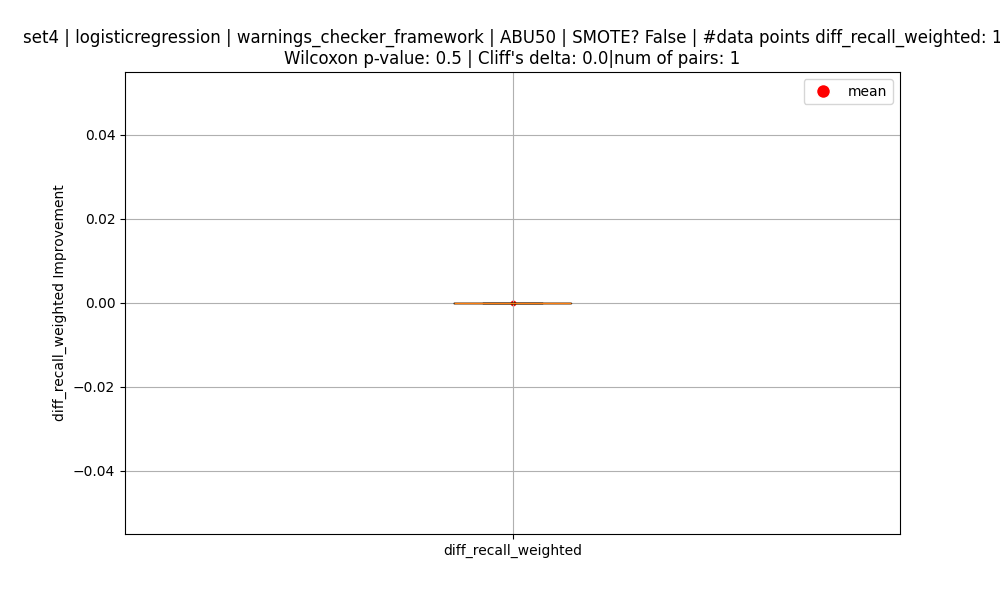 set4 | logisticregression | warnings_checker_framework | ABU50 | SMOTE? False | #data points diff_recall_weighted: 1
Wilcoxon p-value: 0.5 | Cliff's delta: 0.0|num of pairs: 1
mean
0.04
0.02
0.00
−0.02
−0.04
diff_recall_weighted Improvement
diff_recall_weighted